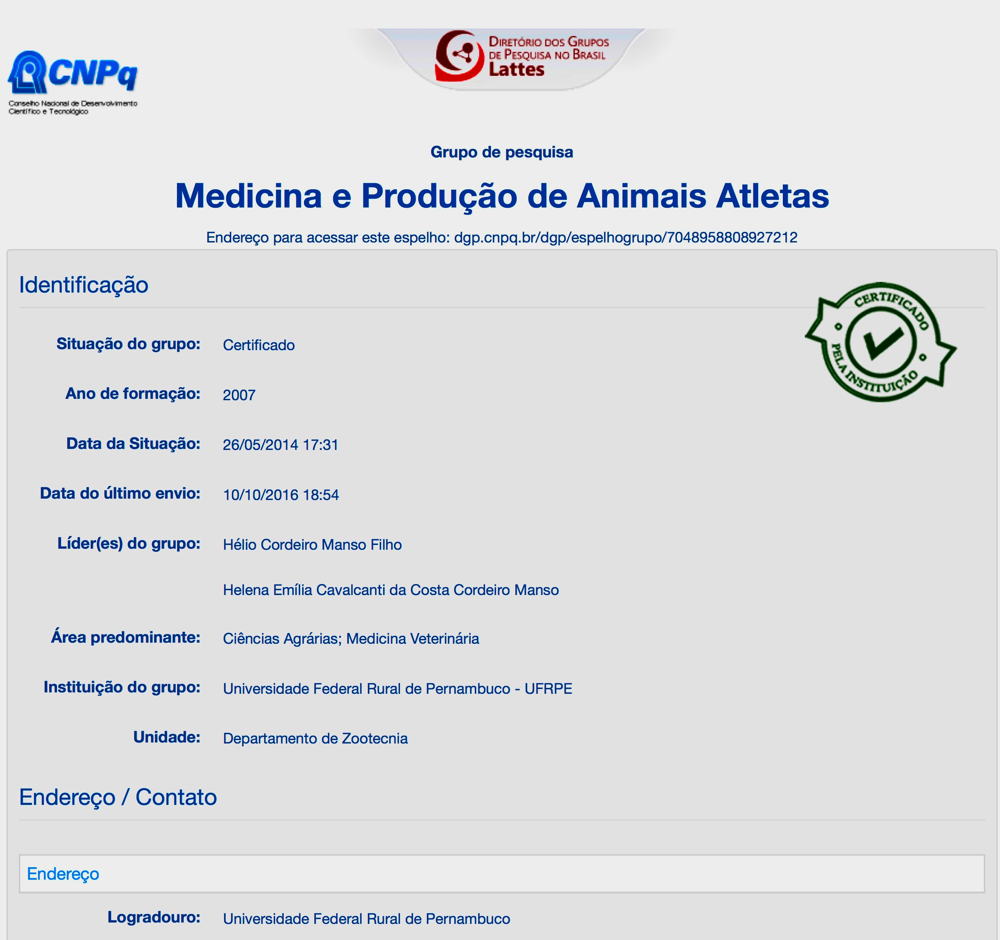 DIRETÓRIO DOS GRUPOS
DE PESQUISA NO BRASIL
Lattes
CNPq
Conselho Nacional de Desenvolvimento
Científico e Tecnológico
Grupo de pesquisa
Medicina e Produção de Animais Atletas
Endereço para acessar este espelho: dgp.cnpq.br/dgp/espelhogrupo/7048958808927212
Identificação
CERTIFICADO
PELA INSTITUIÇÃO
Situação do grupo: Certificado
Ano de formação: 2007
Data da Situação: 26/05/2014 17:31
Data do último envio: 10/10/2016 18:54
Líder(es) do grupo: Hélio Cordeiro Manso Filho
Helena Emília Cavalcanti da Costa Cordeiro Manso
Área predominante: Ciências Agrárias; Medicina Veterinária
Instituição do grupo: Universidade Federal Rural de Pernambuco - UFRPE
Unidade: Departamento de Zootecnia
Endereço / Contato
Endereço
Logradouro: Universidade Federal Rural de Pernambuco